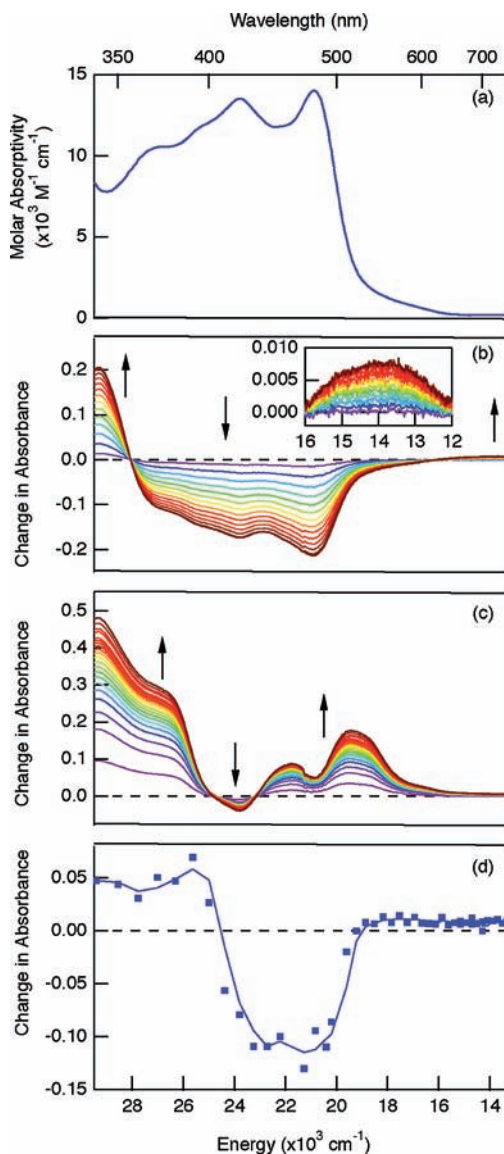 Wavelength (nm)
350 400 500 600 700
(a)
Molar Absorptivity
(x10³ M⁻¹ cm⁻¹)
15
10
5
0
(b)
Change in Absorbance
0.2
0.1
0.0
-0.1
-0.2
0.010
0.005
0.000
16 15 14 13 12
(c)
Change in Absorbance
0.5
0.4
0.3
0.2
0.1
0.0
(d)
Change in Absorbance
0.05
0.00
-0.05
-0.10
-0.15
28 26 24 22 20 18 16 14
Energy (x10³ cm⁻¹)